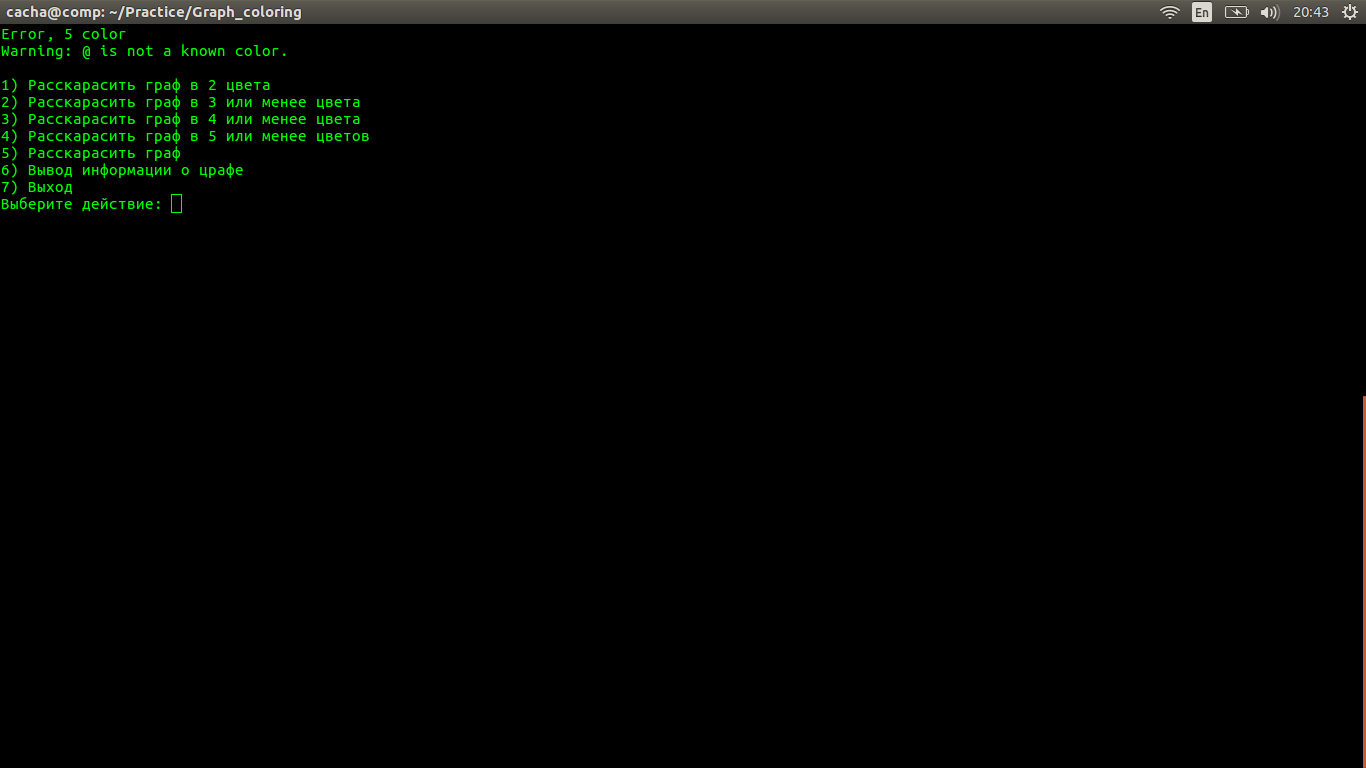 cacha@comp: ~/Practice/Graph_coloring
En
20:43
Error, 5 color
Warning: @ is not a known color.
1) Расскарасить граф в 2 цвета
2) Расскарасить граф в 3 или менее цвета
3) Расскарасить граф в 4 или менее цвета
4) Расскарасить граф в 5 или менее цветов
5) Расскарасить граф
6) Вывод информации о црафе
7) Выход
Выберите действие: